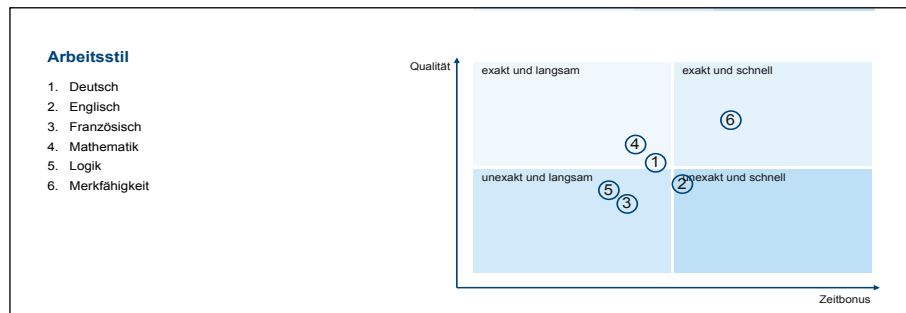 Arbeitsstil
1. Deutsch
2. Englisch
3. Französisch
4. Mathematik
5. Logik
6. Merkfähigkeit
Qualität
exakt und langsam
exakt und schnell
6
4
1
unexakt und langsam
unexakt und schnell
5
2
3
Zeitbonus